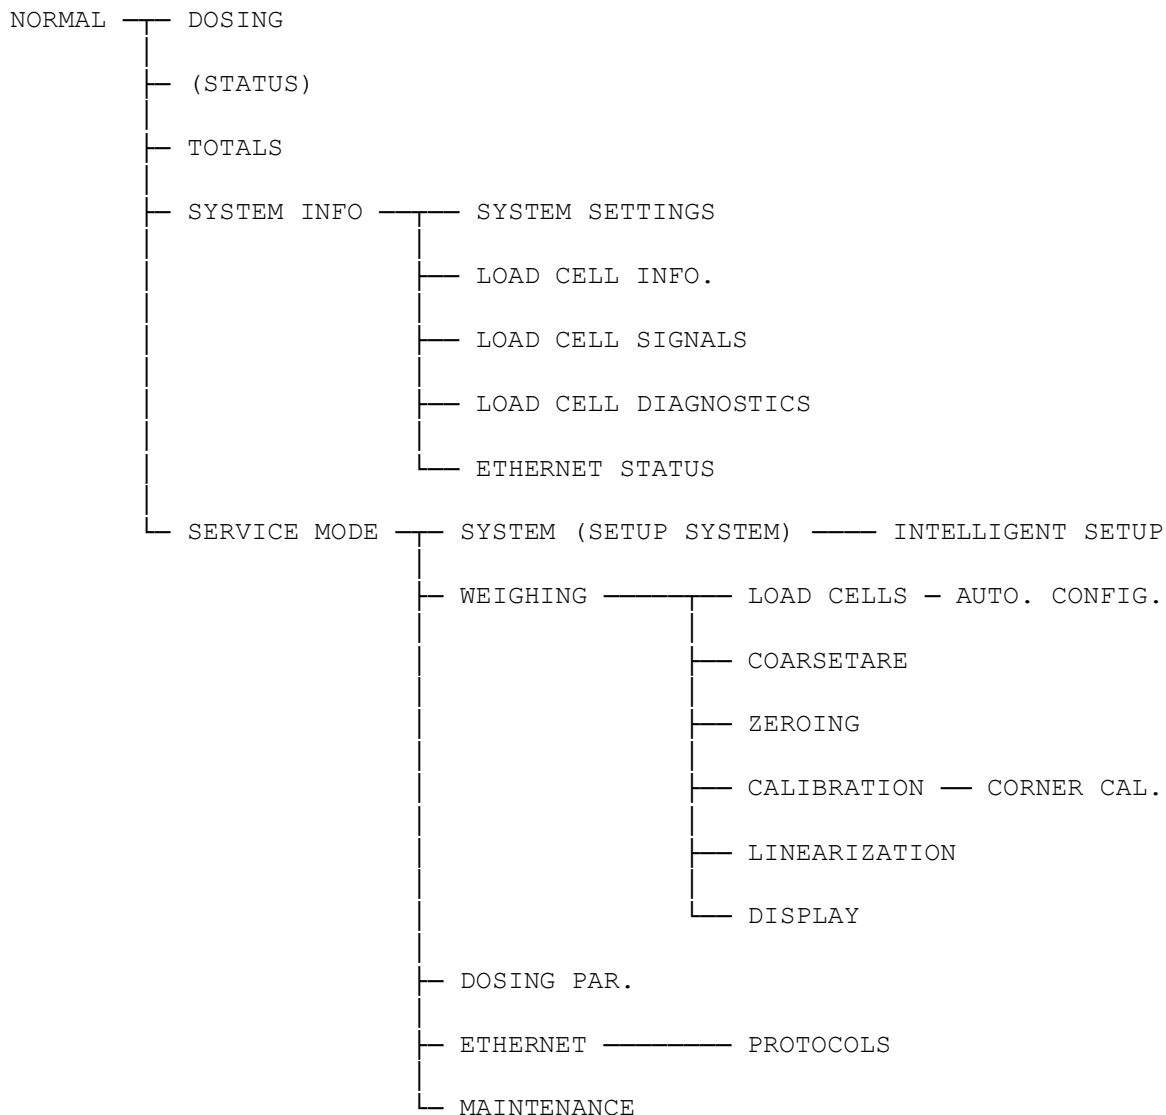 NORMAL DOSING
(STATUS)
TOTALS
SYSTEM INFO SYSTEM SETTINGS
LOAD CELL INFO.
LOAD CELL SIGNALS
LOAD CELL DIAGNOSTICS
ETHERNET STATUS
SERVICE MODE SYSTEM (SETUP SYSTEM) INTELLIGENT SETUP
WEIGHING LOAD CELLS AUTO. CONFIG.
COARSETARE
ZEROING
CALIBRATION CORNER CAL.
LINEARIZATION
DISPLAY
DOSING PAR.
ETHERNET PROTOCOLS
MAINTENANCE